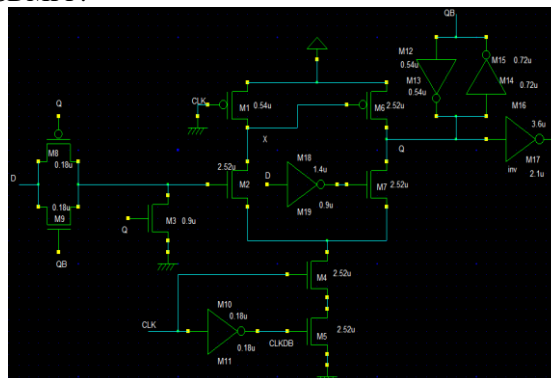 QB
M12
0.54u
M15
0.72u
M13
0.54u
M14
0.72u
M16
3.6u
M17
inv
2.1u
CLK
M1
0.54u
M6
2.52u
X
Q
Q
M8
0.18u
D
0.18u
M9
QB
2.52u
M2
D
M18
1.4u
M19
0.9u
M7
2.52u
Q
M3
0.9u
M4
2.52u
CLK
M10
0.18u
0.18u
M11
CLKDB
M5
2.52u